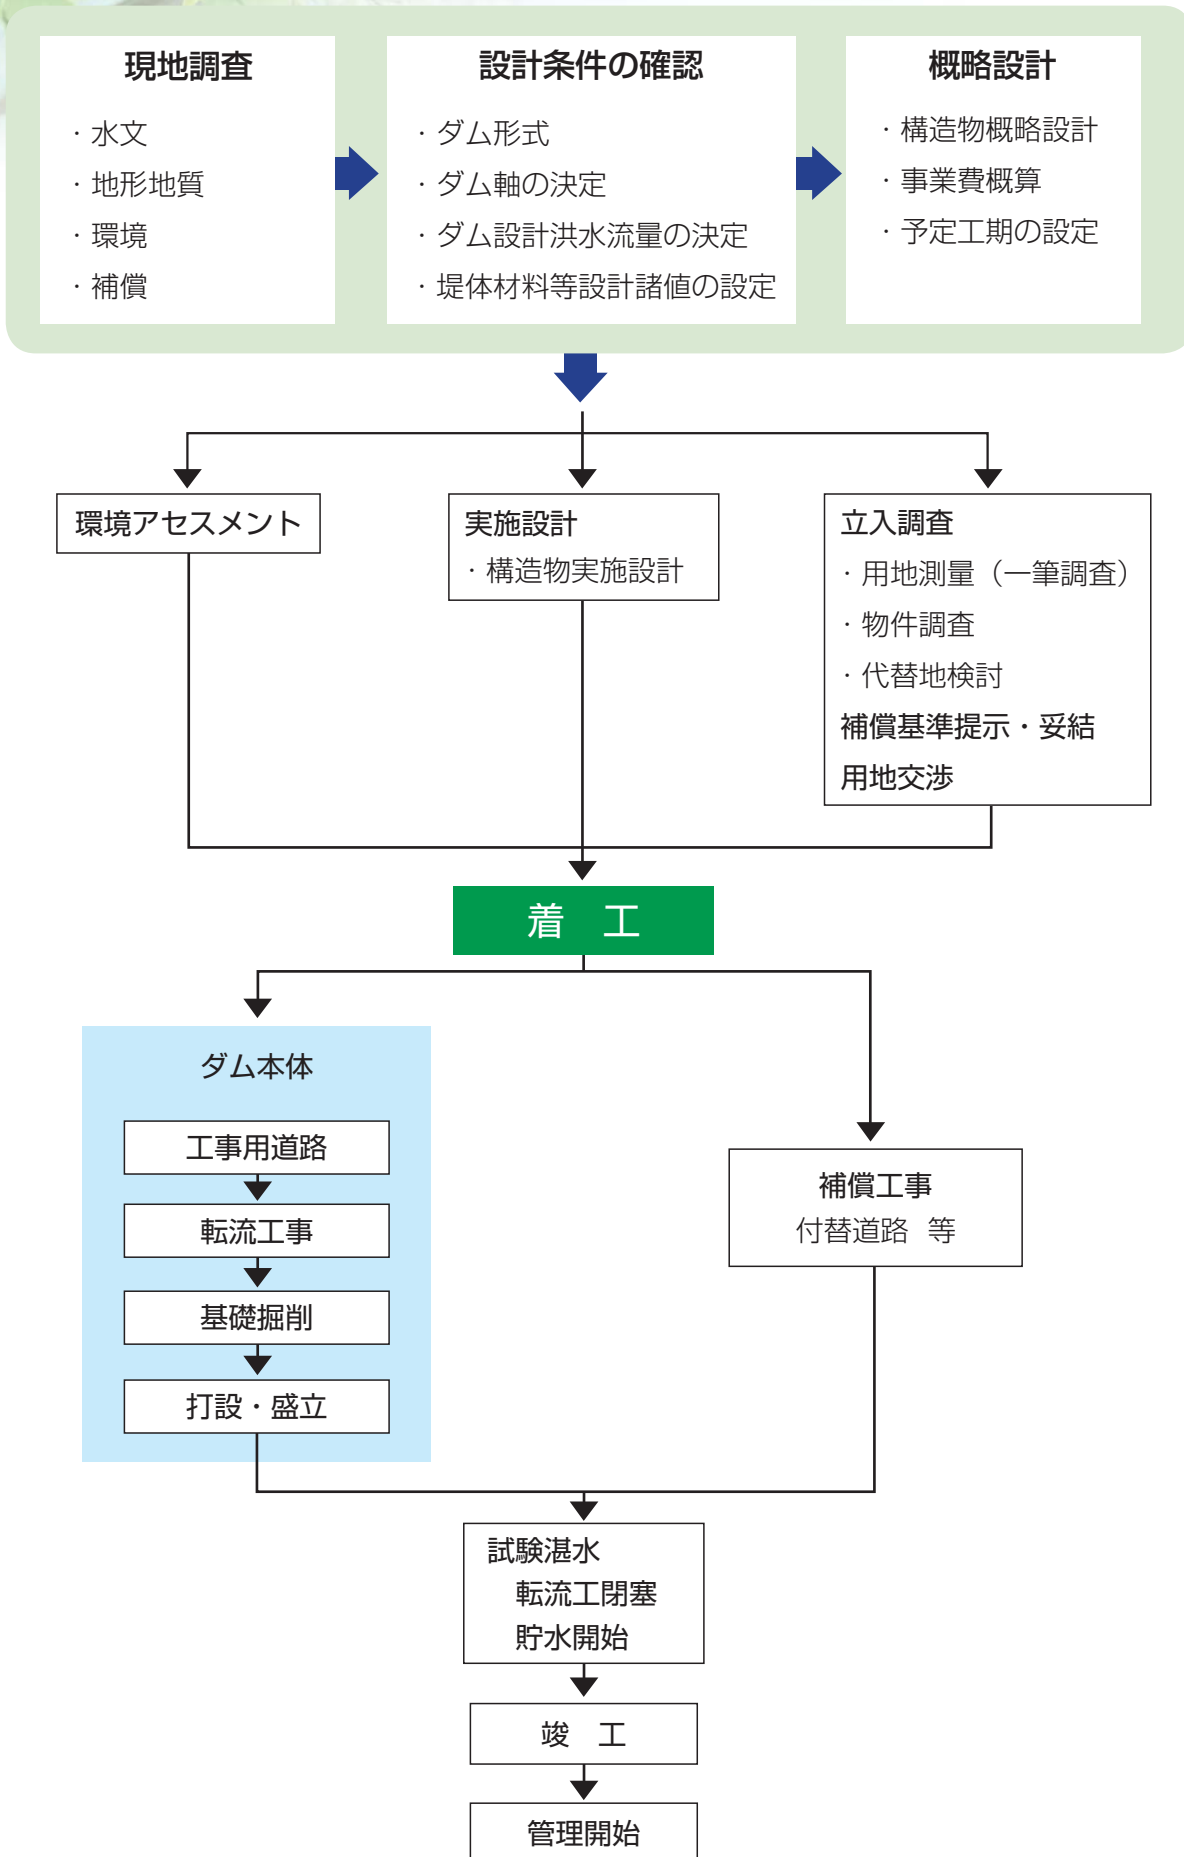 現地調査
・水文
・地形地質
・環境
・補償
設計条件の確認
・ダム形式
・ダム軸の決定
・ダム設計洪水流量の決定
・堤体材料等設計諸値の設定
概略設計
・構造物概略設計
・事業費概算
・予定工期の設定
環境アセスメント
実施設計
・構造物実施設計
立入調査
・用地測量（一筆調査）
・物件調査
・代替地検討
補償基準提示・妥結
用地交渉
着　工
ダム本体
工事用道路
転流工事
基礎掘削
打設・盛立
補償工事
付替道路 等
試験湛水
転流工閉塞
貯水開始
竣　工
管理開始